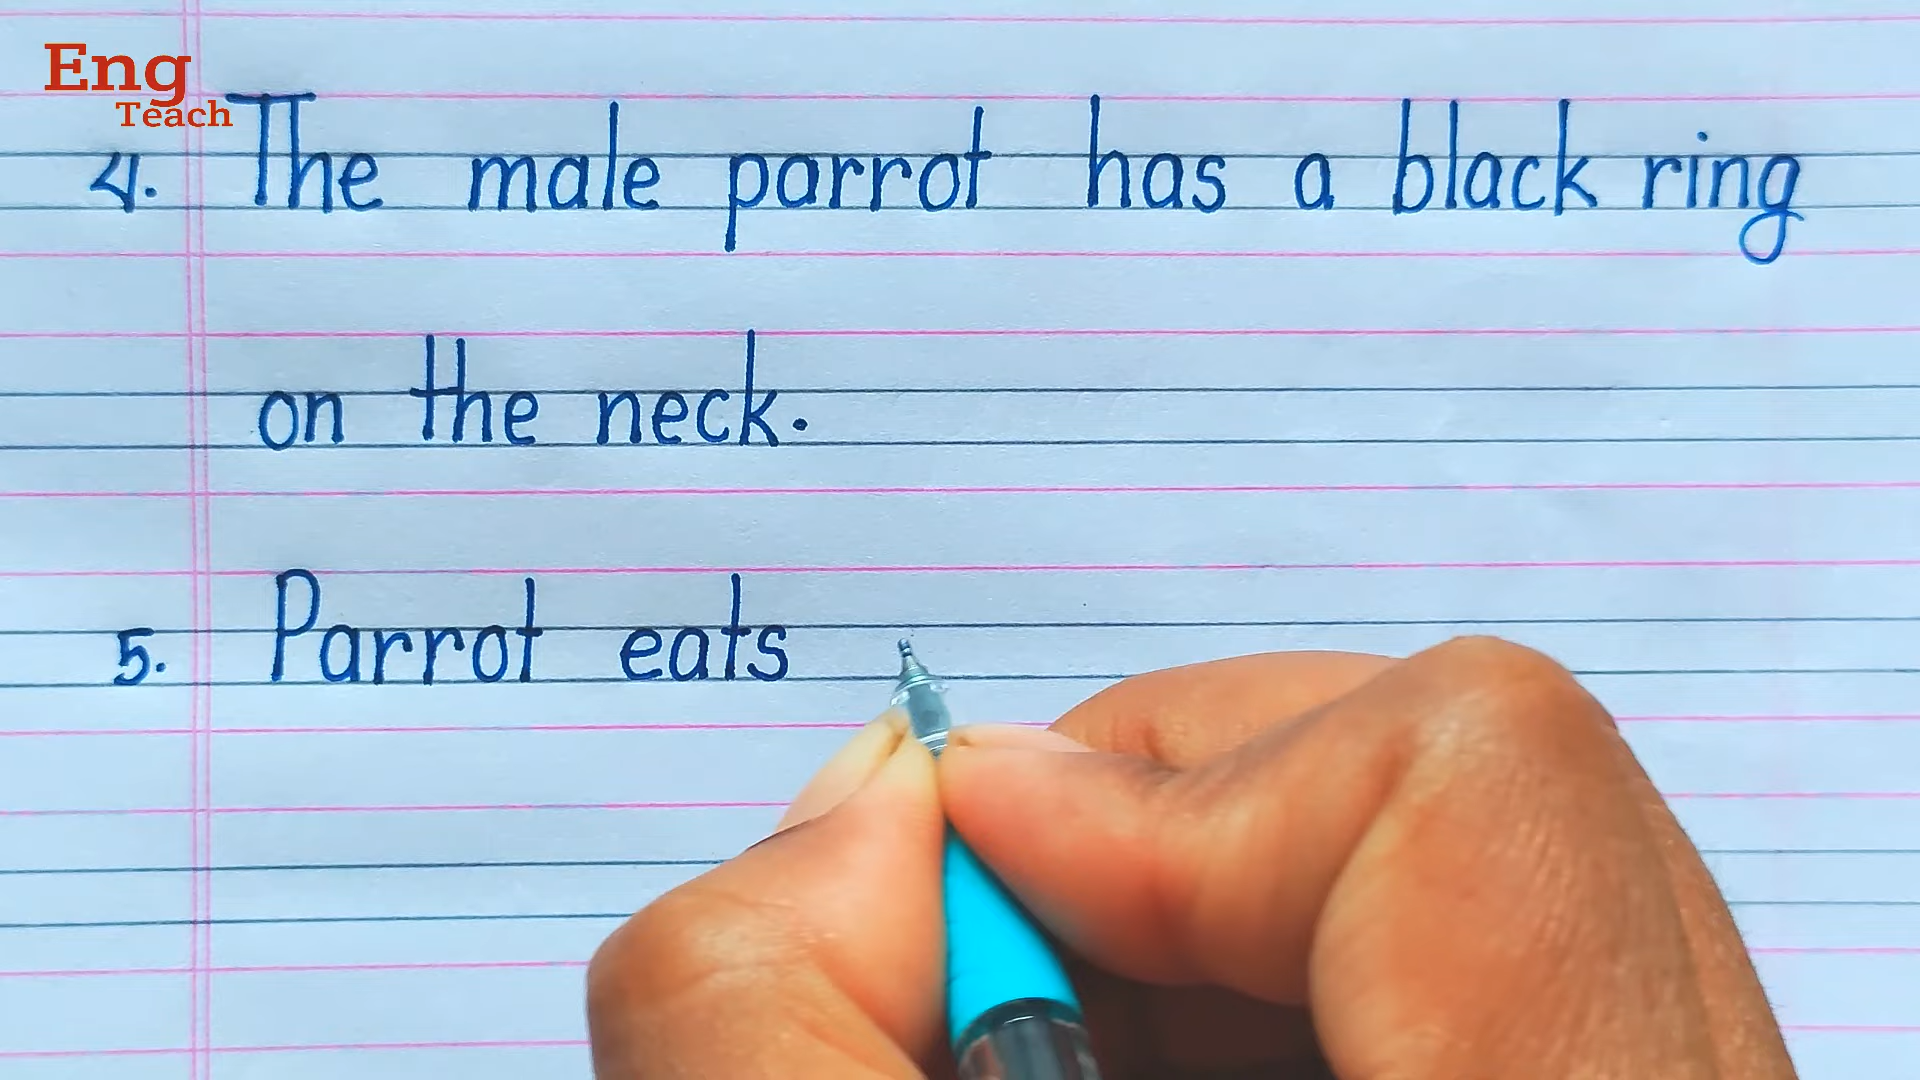 Eng
Teach
4. The male parrot has a black ring
on the neck.
5. Parrot eats